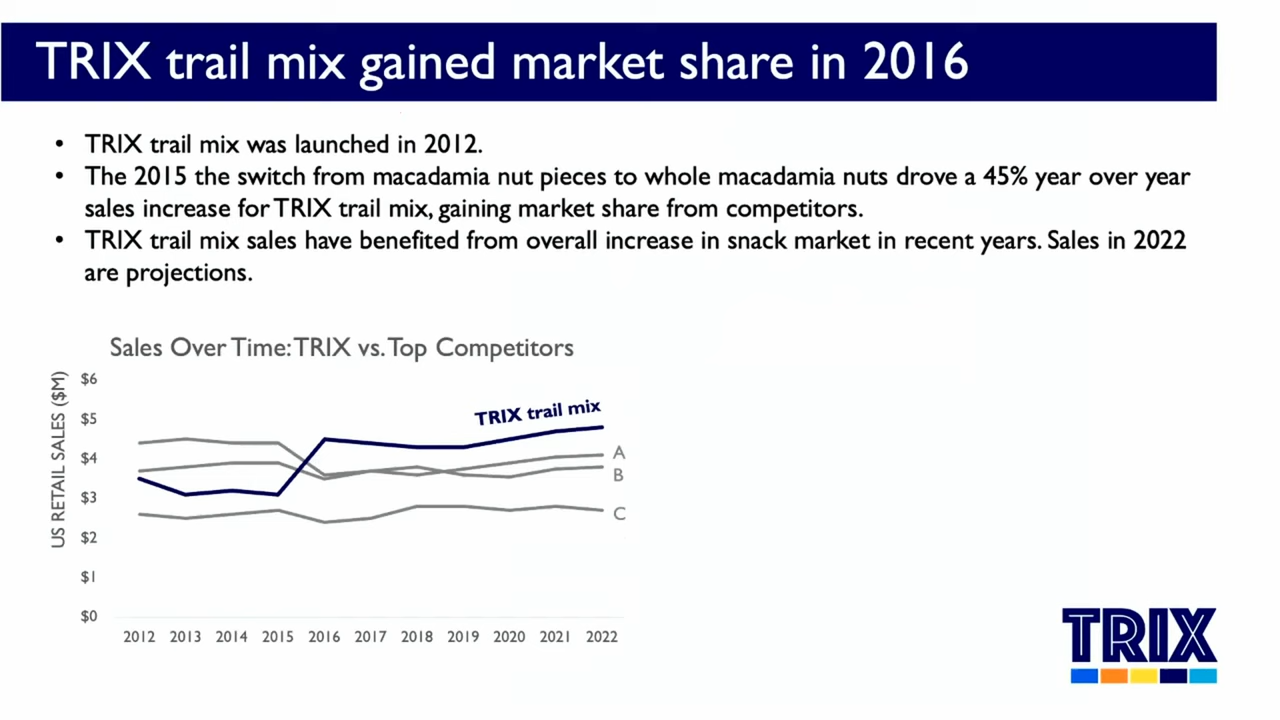 TRIX trail mix gained market share in 2016
• TRIX trail mix was launched in 2012.
• The 2015 the switch from macadamia nut pieces to whole macadamia nuts drove a 45% year over year
sales increase for TRIX trail mix, gaining market share from competitors.
• TRIX trail mix sales have benefited from overall increase in snack market in recent years. Sales in 2022
are projections.
Sales Over Time: TRIX vs. Top Competitors
US RETAIL SALES ($M)
$6
$5
$4
$3
$2
$1
$0
TRIX trail mix
A
B
C
2012 2013 2014 2015 2016 2017 2018 2019 2020 2021 2022
TRIX